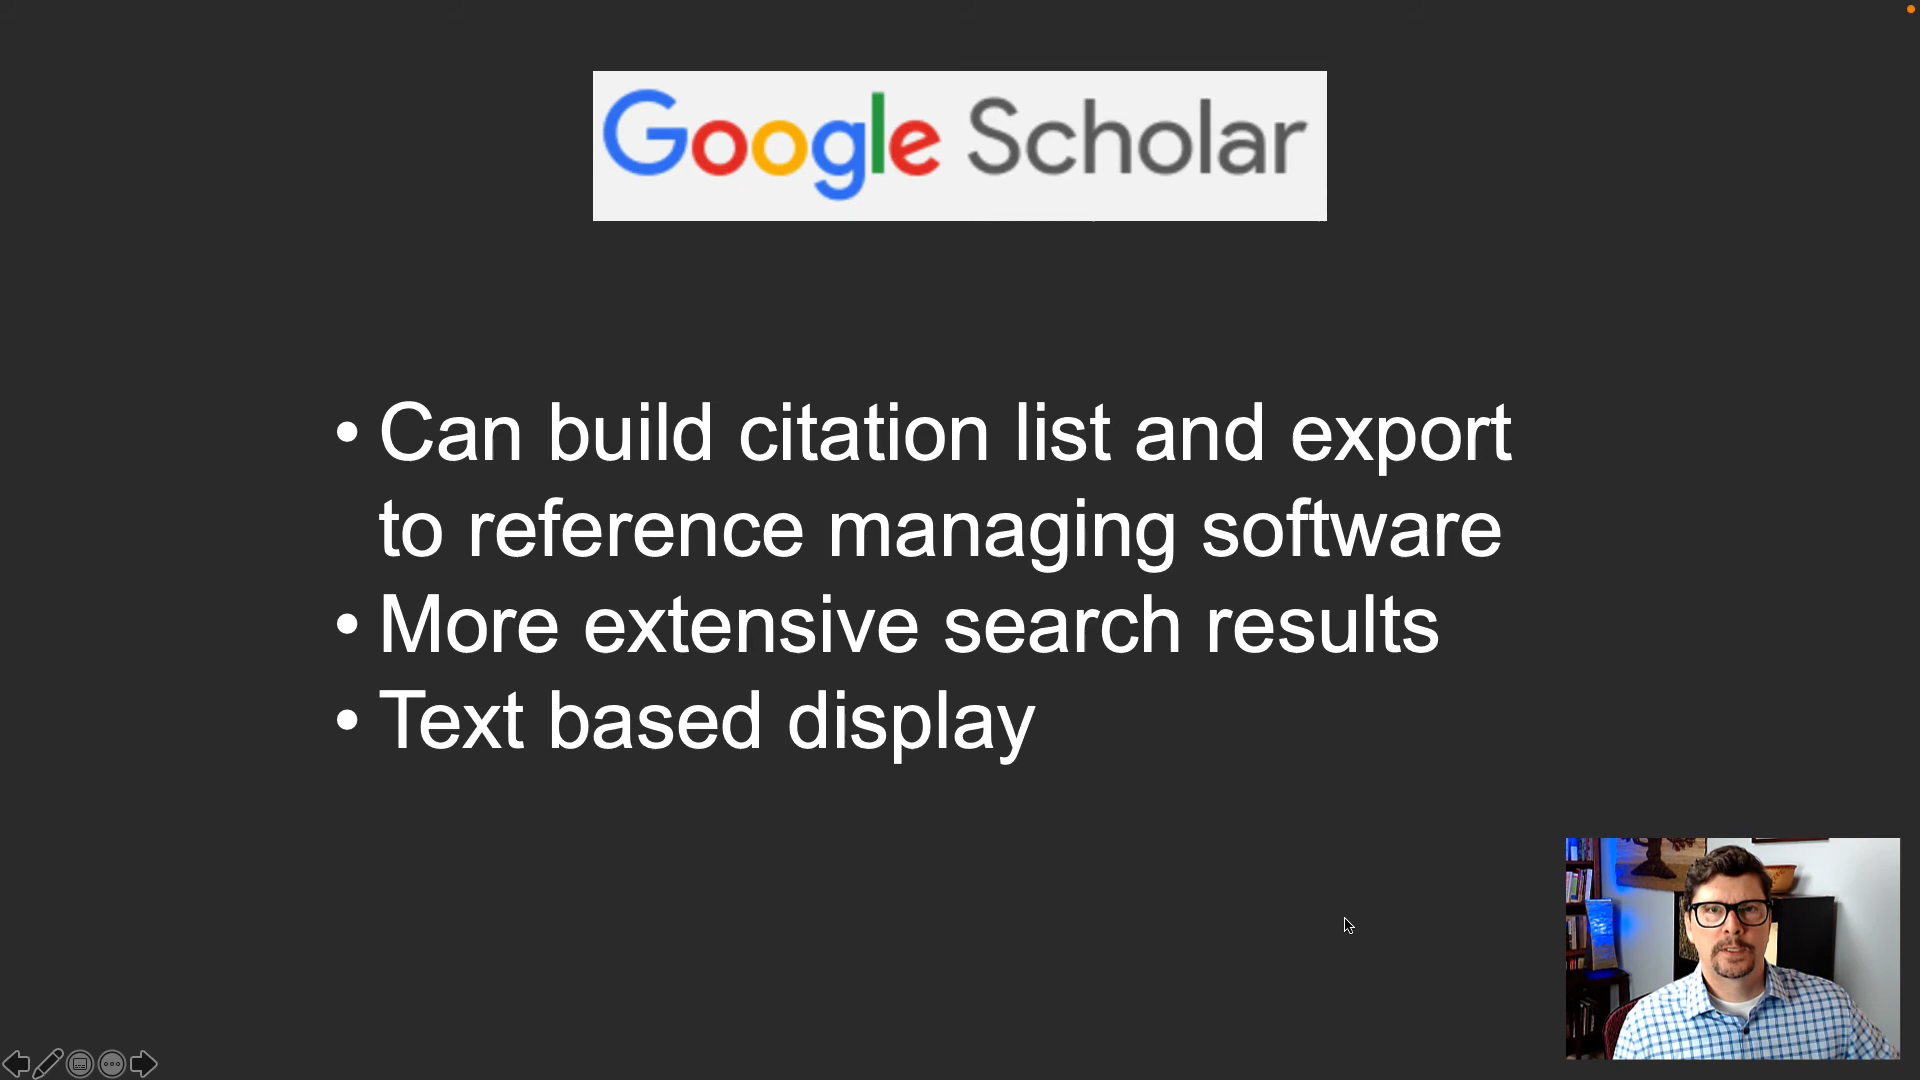 Google Scholar
• Can build citation list and export
to reference managing software
• More extensive search results
• Text based display